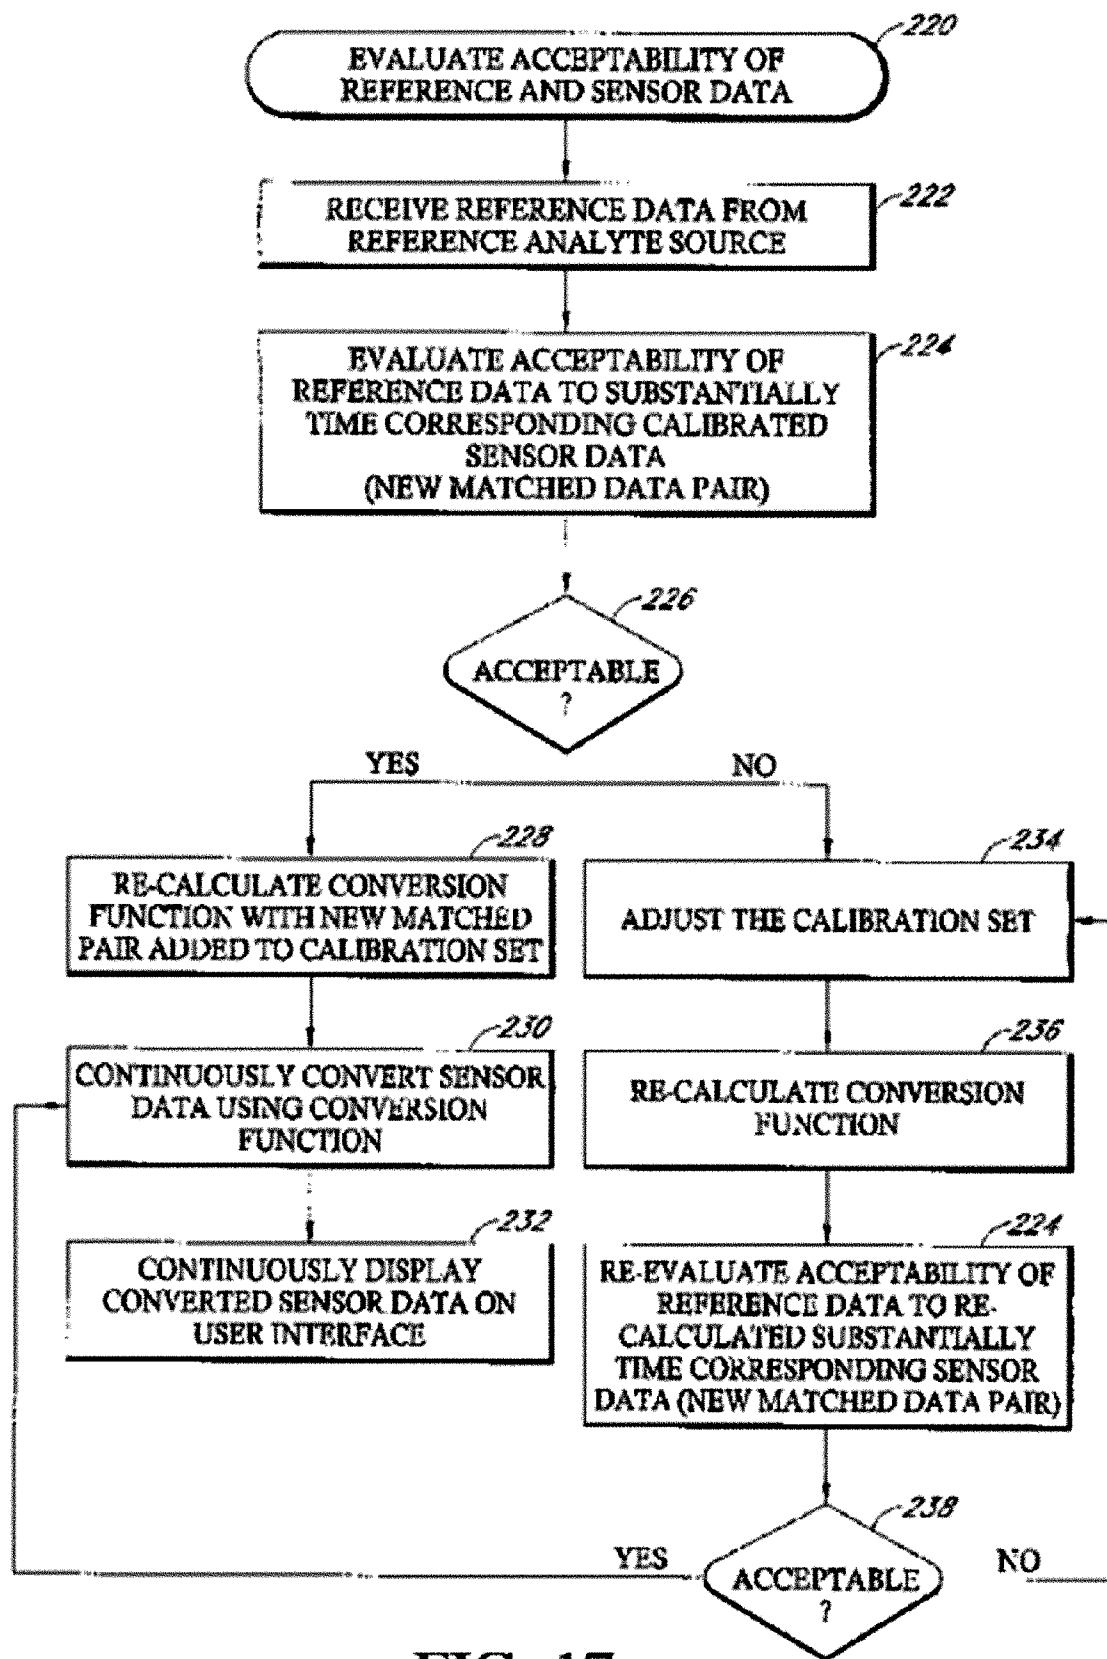 220
EVALUATE ACCEPTABILITY OF
REFERENCE AND SENSOR DATA
222
RECEIVE REFERENCE DATA FROM
REFERENCE ANALYTE SOURCE
224
EVALUATE ACCEPTABILITY OF
REFERENCE DATA TO SUBSTANTIALLY
TIME CORRESPONDING CALIBRATED
SENSOR DATA
(NEW MATCHED DATA PAIR)
226
ACCEPTABLE
?
YES
NO
228
RE-CALCULATE CONVERSION
FUNCTION WITH NEW MATCHED
PAIR ADDED TO CALIBRATION SET
230
CONTINUOUSLY CONVERT SENSOR
DATA USING CONVERSION
FUNCTION
232
CONTINUOUSLY DISPLAY
CONVERTED SENSOR DATA ON
USER INTERFACE
234
ADJUST THE CALIBRATION SET
236
RE-CALCULATE CONVERSION
FUNCTION
224
RE-EVALUATE ACCEPTABILITY OF
REFERENCE DATA TO RE-
CALCULATED SUBSTANTIALLY
TIME CORRESPONDING SENSOR
DATA (NEW MATCHED DATA PAIR)
238
YES
ACCEPTABLE
?
NO